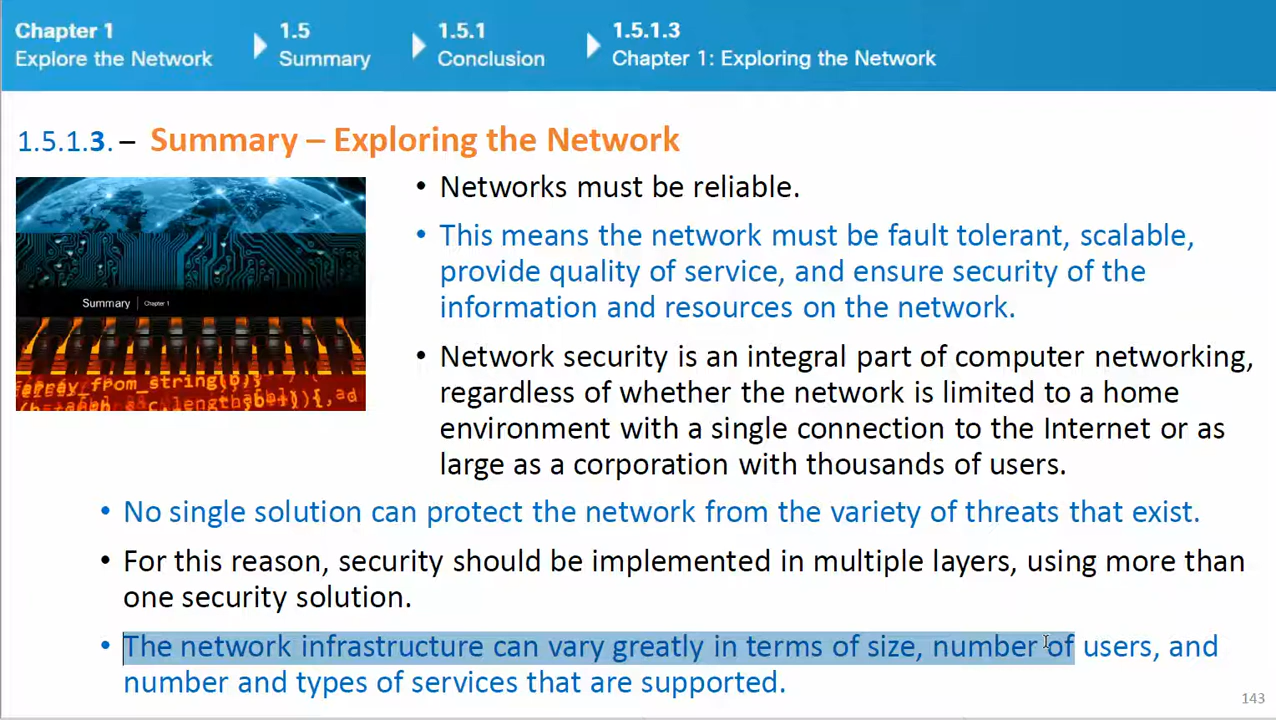 Chapter 1
Explore the Network
1.5
Summary
1.5.1
Conclusion
1.5.1.3
Chapter 1: Exploring the Network
1.5.1.3. – Summary – Exploring the Network
Summary | Chapter 1
array_from_string(b);
c.length;
),ad
• Networks must be reliable.
• This means the network must be fault tolerant, scalable,
provide quality of service, and ensure security of the
information and resources on the network.
• Network security is an integral part of computer networking,
regardless of whether the network is limited to a home
environment with a single connection to the Internet or as
large as a corporation with thousands of users.
• No single solution can protect the network from the variety of threats that exist.
• For this reason, security should be implemented in multiple layers, using more than
one security solution.
• The network infrastructure can vary greatly in terms of size, number of users, and
number and types of services that are supported.
143